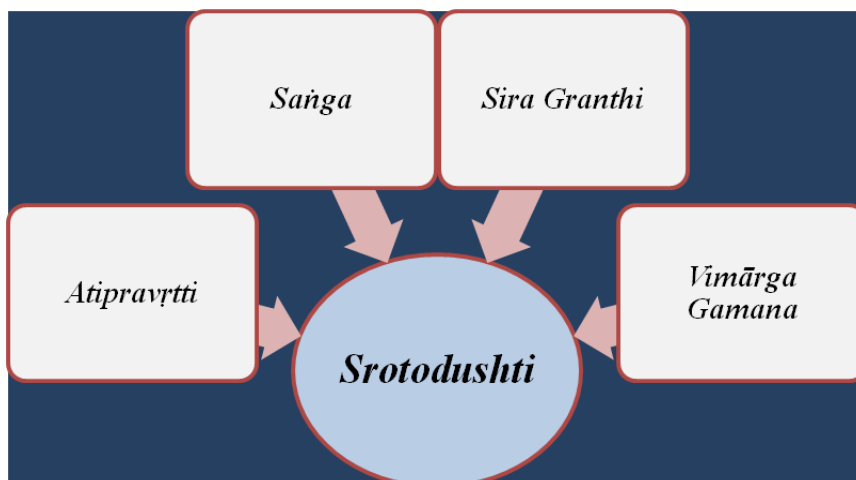 Saṅga
Sira Granthi
Atipravṛtti
Vimārga
Gamana
Srotodushti